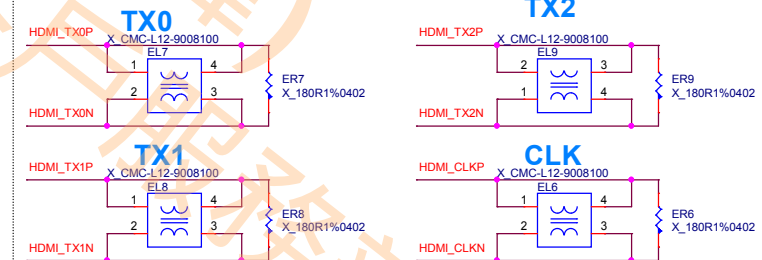 TX0
HDMI_TX0P
X_CMC-L12-9008100
EL7
1
4
2
3
ER7
X_180R1%0402
HDMI_TX0N
TX2
HDMI_TX2P
X_CMC-L12-9008100
EL9
2
3
1
4
ER9
X_180R1%0402
HDMI_TX2N
TX1
HDMI_TX1P
X_CMC-L12-9008100
EL8
1
4
2
3
ER8
X_180R1%0402
HDMI_TX1N
CLK
HDMI_CLKP
X_CMC-L12-9008100
EL6
1
4
2
3
ER6
X_180R1%0402
HDMI_CLKN
服務